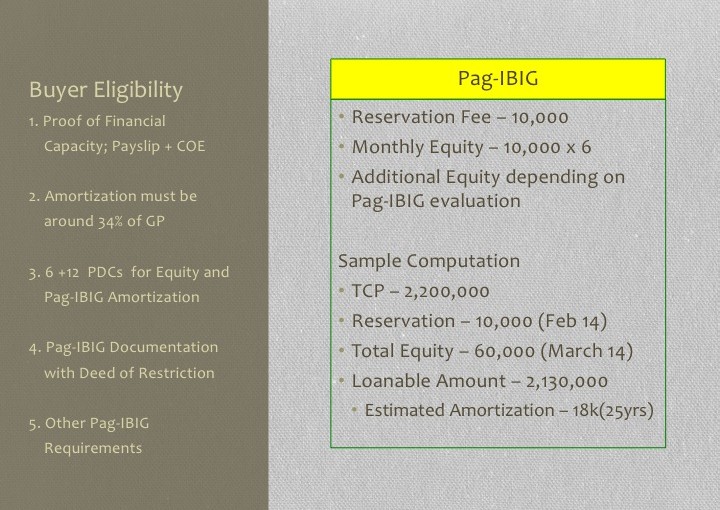 Buyer Eligibility
1. Proof of Financial
Capacity; Payslip + COE
2. Amortization must be
around 34% of GP
3. 6 +12  PDCs  for Equity and
Pag-IBIG Amortization
4. Pag-IBIG Documentation
with Deed of Restriction
5. Other Pag-IBIG
Requirements
Pag-IBIG
• Reservation Fee – 10,000
• Monthly Equity – 10,000 x 6
• Additional Equity depending on
Pag-IBIG evaluation
Sample Computation
• TCP – 2,200,000
• Reservation – 10,000 (Feb 14)
• Total Equity – 60,000 (March 14)
• Loanable Amount – 2,130,000
• Estimated Amortization – 18k(25yrs)